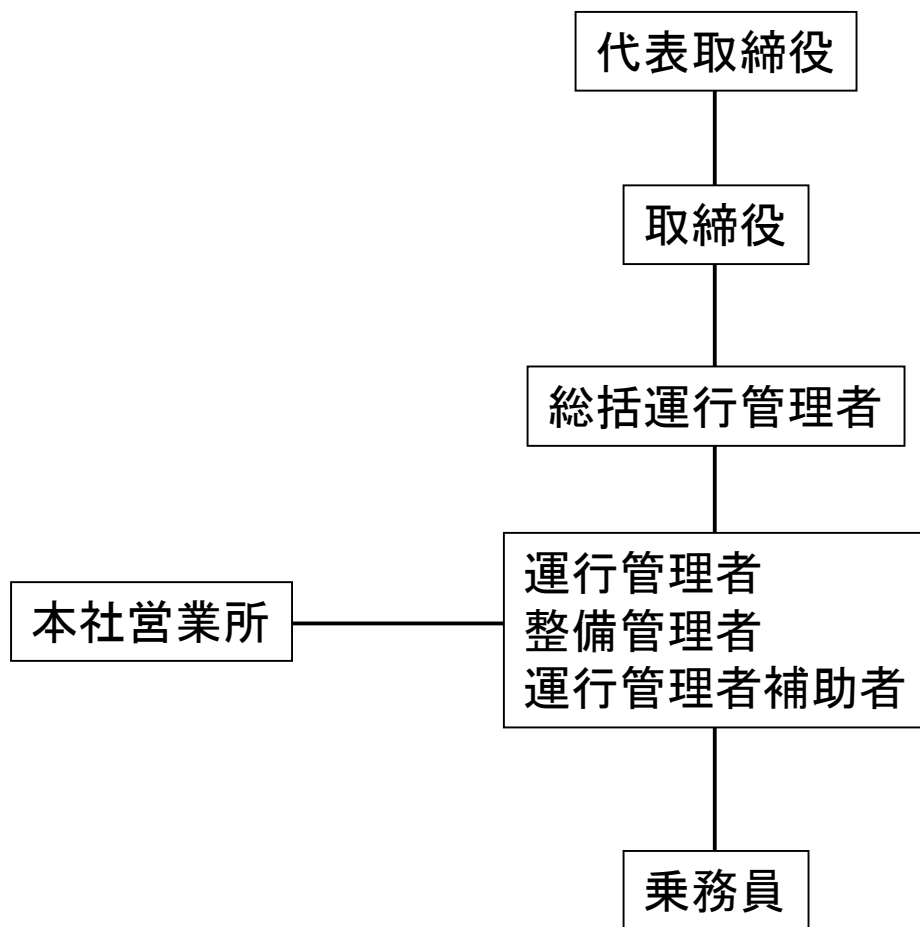 代表取締役
取締役
総括運行管理者
本社営業所
運行管理者
整備管理者
運行管理者補助者
乗務員